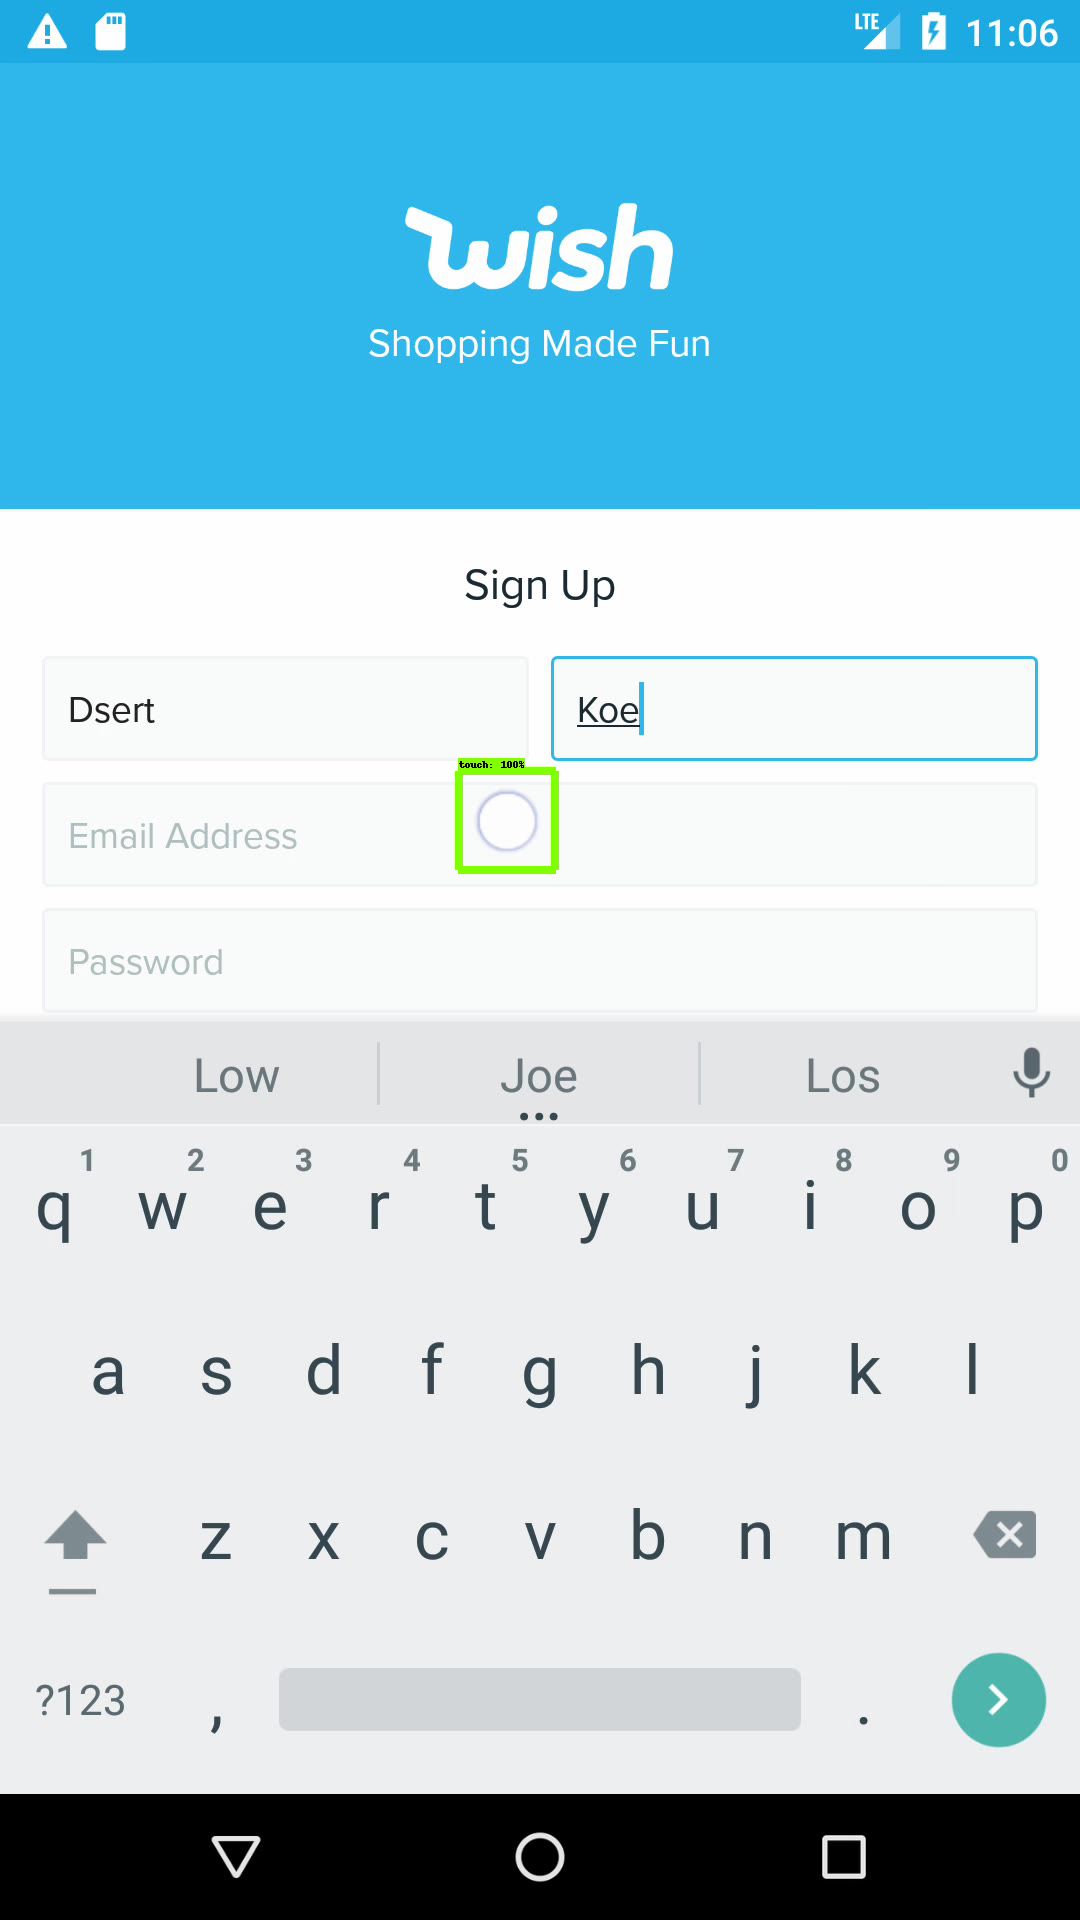 LTE 11:06
wish
Shopping Made Fun
Sign Up
Dsert Koe
touch: 100%
Email Address
Password
Low Joe Los
1 2 3 4 5 6 7 8 9 0
q w e r t y u i o p
a s d f g h j k l
z x c v b n m
?123 , .